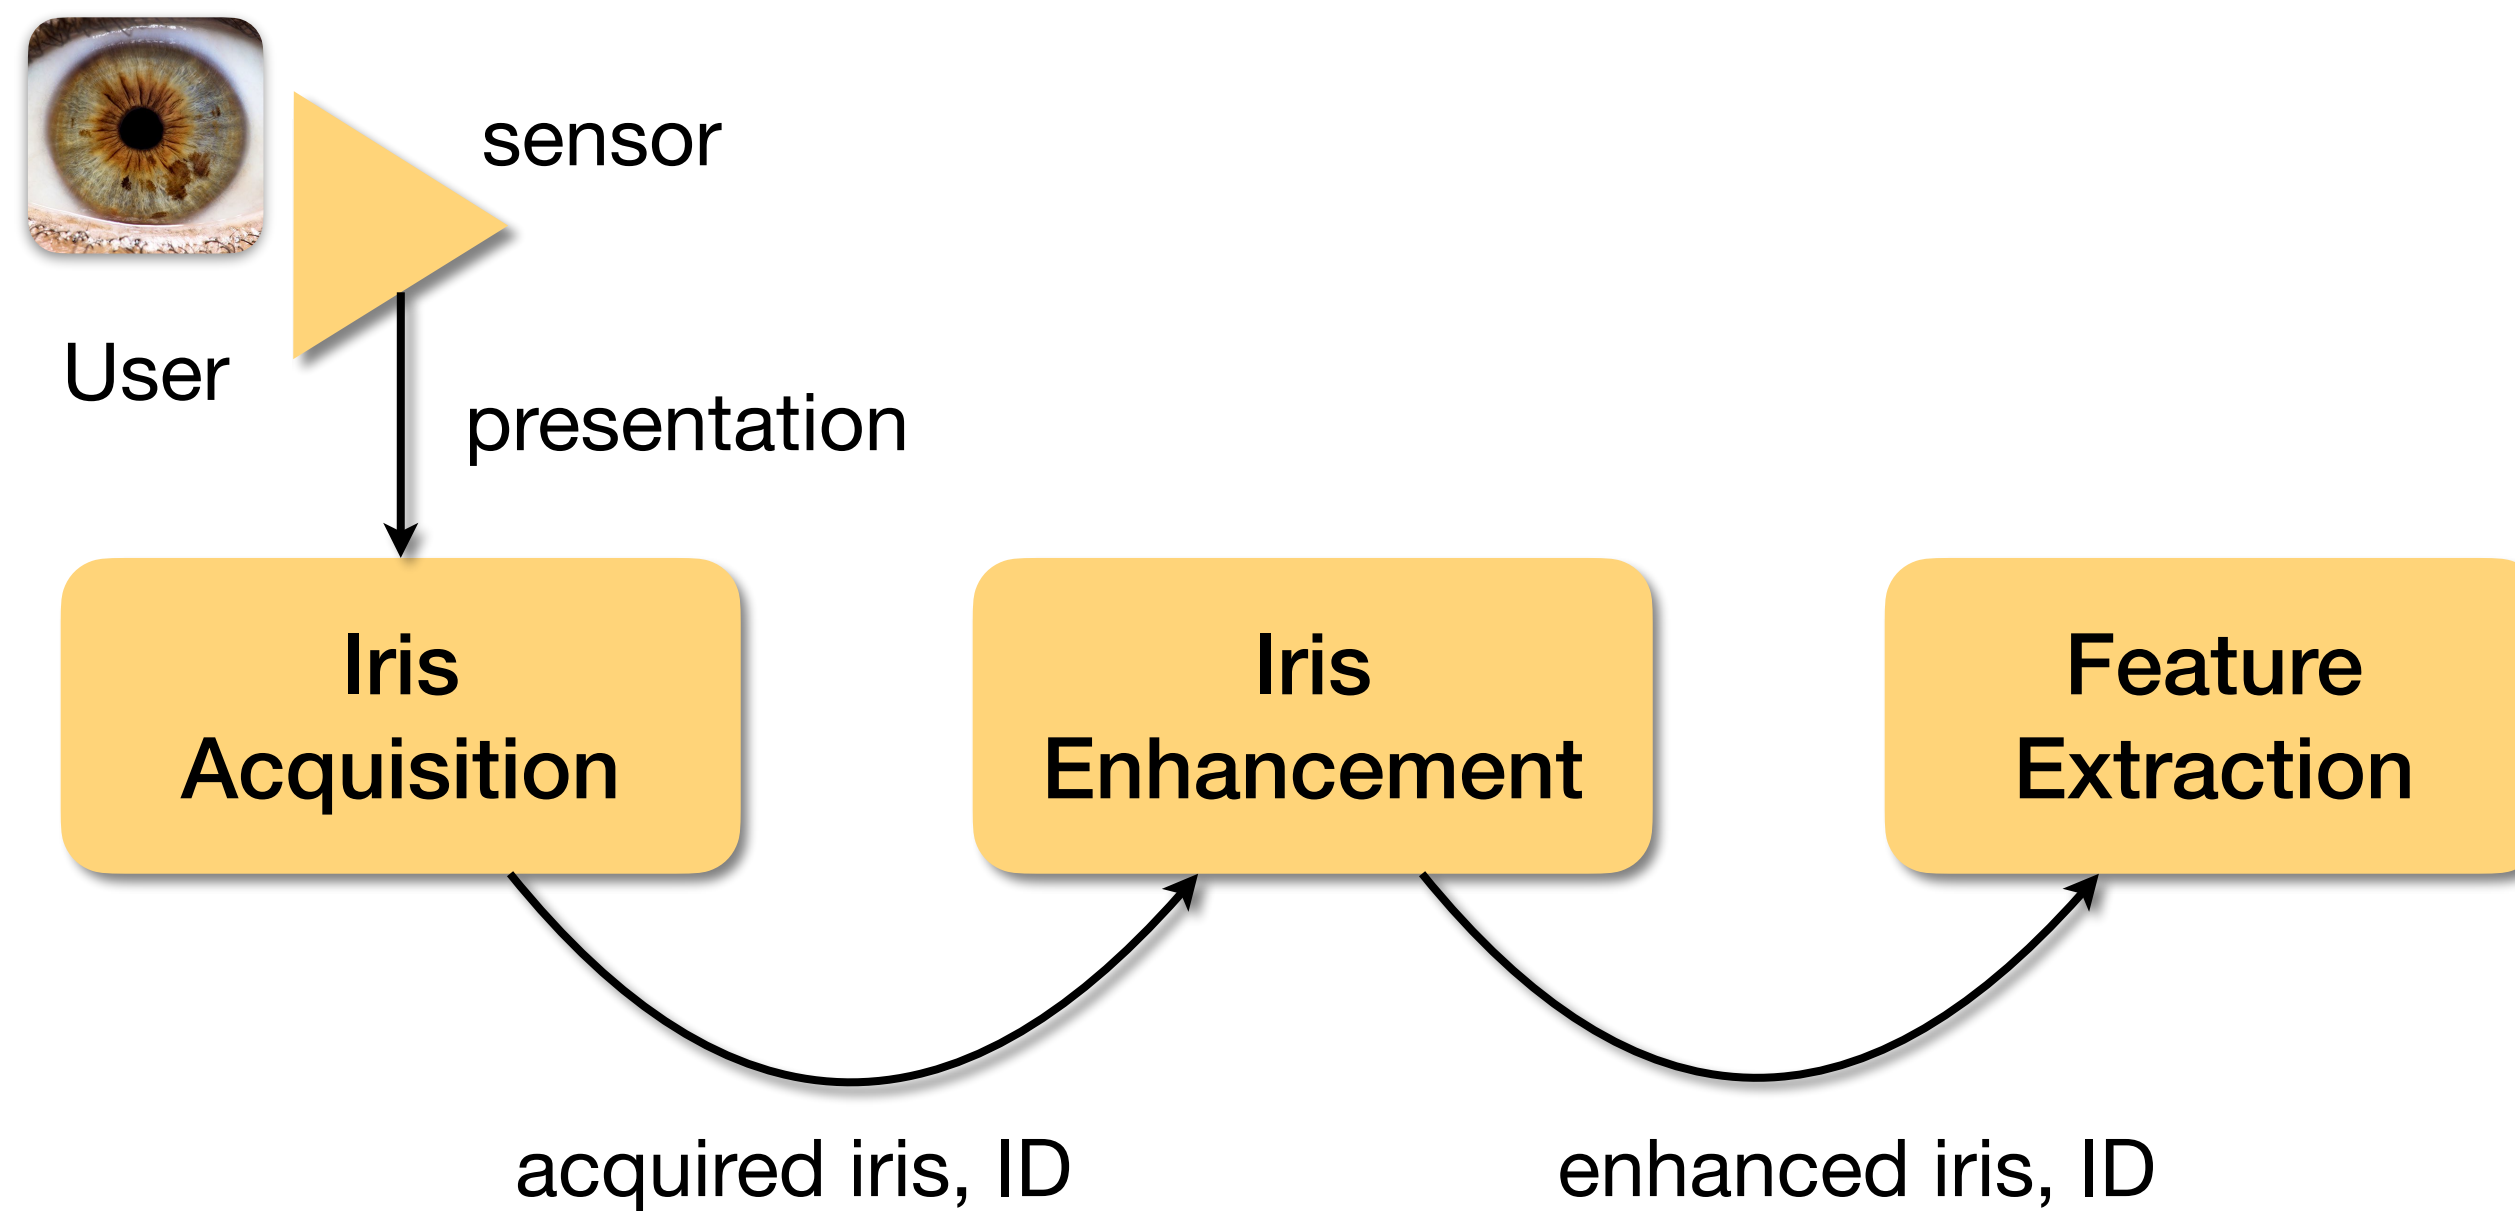 sensor
User
presentation
Iris
Acquisition
Iris
Enhancement
Feature
Extraction
acquired iris, ID
enhanced iris, ID